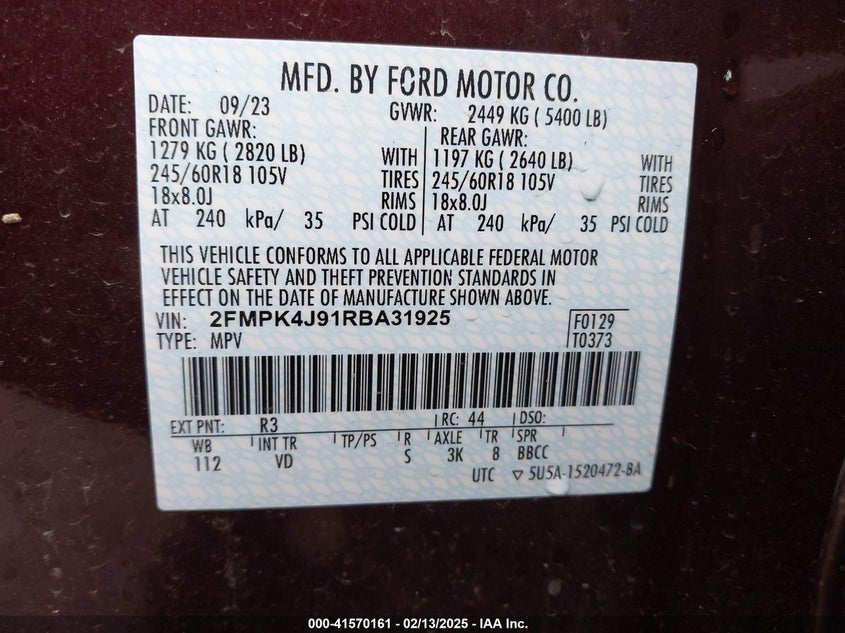 MFD. BY FORD MOTOR CO.
DATE: 09/23 GVWR: 2449 KG ( 5400 LB)
FRONT GAWR: REAR GAWR:
1279 KG ( 2820 LB) WITH 1197 KG ( 2640 LB) WITH
245/60R18 105V TIRES 245/60R18 105V TIRES
18x8.0J RIMS 18x8.0J RIMS
AT 240 kPa/ 35 PSI COLD AT 240 kPa/ 35 PSI COLD
THIS VEHICLE CONFORMS TO ALL APPLICABLE FEDERAL MOTOR
VEHICLE SAFETY AND THEFT PREVENTION STANDARDS IN
EFFECT ON THE DATE OF MANUFACTURE SHOWN ABOVE.
VIN: 2FMPK4J91RBA31925 F0129
TYPE: MPV T0373
EXT PNT: R3 RC: 44 DSO:
WB INT TR TP/PS R AXLE TR SPR
112 VD S 3K 8 BBCC
UTC ▽ 5U5A-1520472-BA
000-41570161 - 02/13/2025 - IAA Inc.